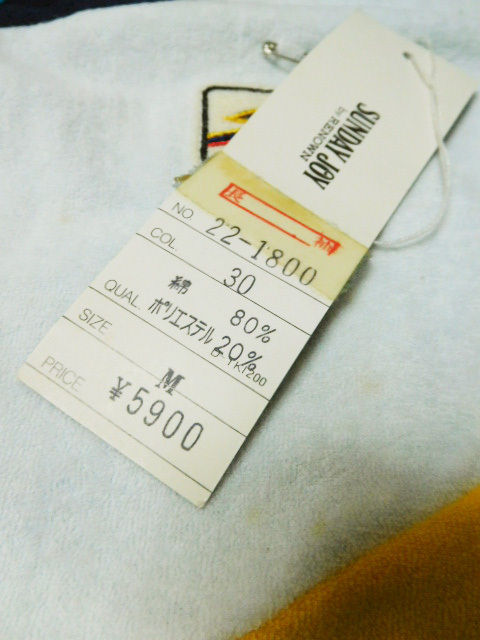 SUNDAY JOY
by RENOWN
NO. 22-1800
COL. 30
QUAL. 綿 80%
ポリエステル 20%
SIZE M
PRICE ¥5900